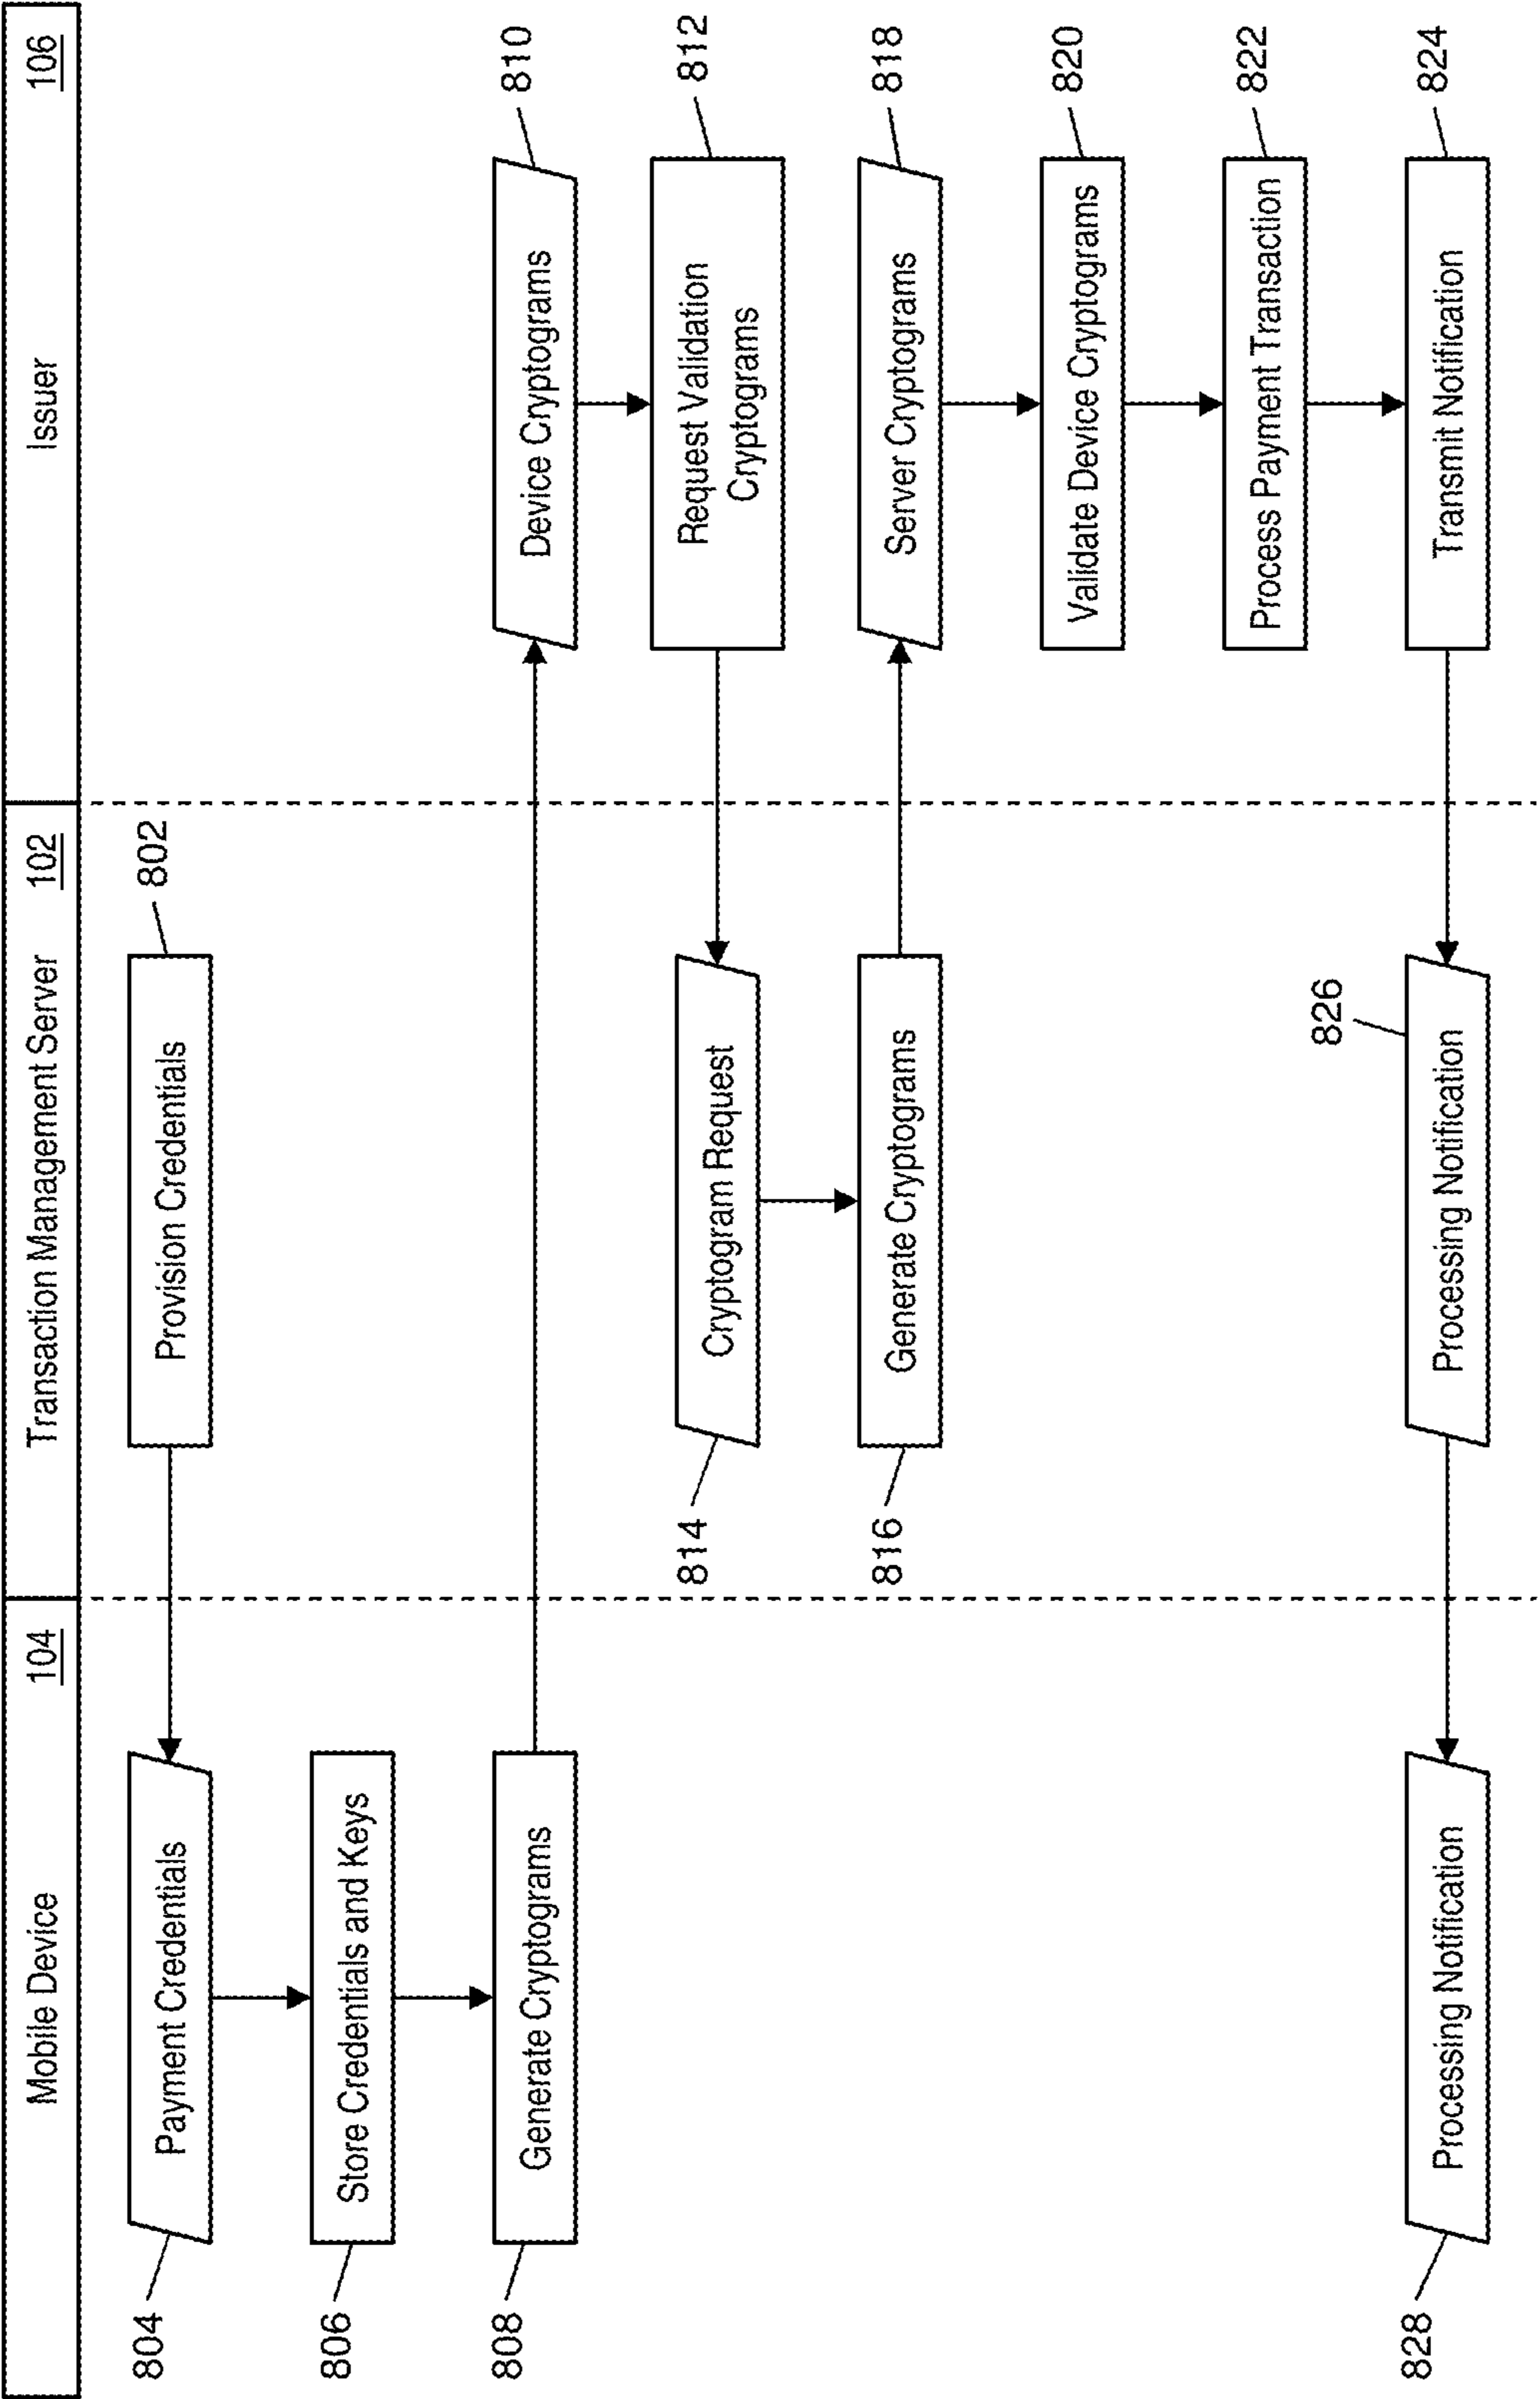 Mobile Device 104
Transaction Management Server 102
Issuer 106
802
Provision Credentials
804
Payment Credentials
806
Store Credentials and Keys
808
Generate Cryptograms
810
Device Cryptograms
812
Request Validation
Cryptograms
814
Cryptogram Request
816
Generate Cryptograms
818
Server Cryptograms
820
Validate Device Cryptograms
822
Process Payment Transaction
824
Transmit Notification
826
Processing Notification
828
Processing Notification